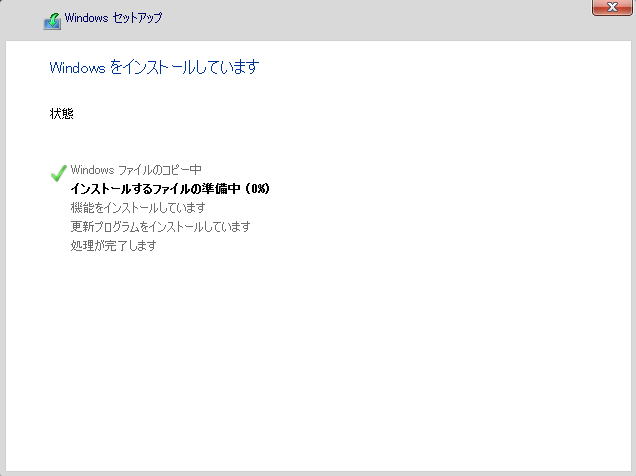 Windows セットアップ
Windows をインストールしています
状態
Windows ファイルのコピー中
インストールするファイルの準備中 (0%)
機能をインストールしています
更新プログラムをインストールしています
処理が完了します